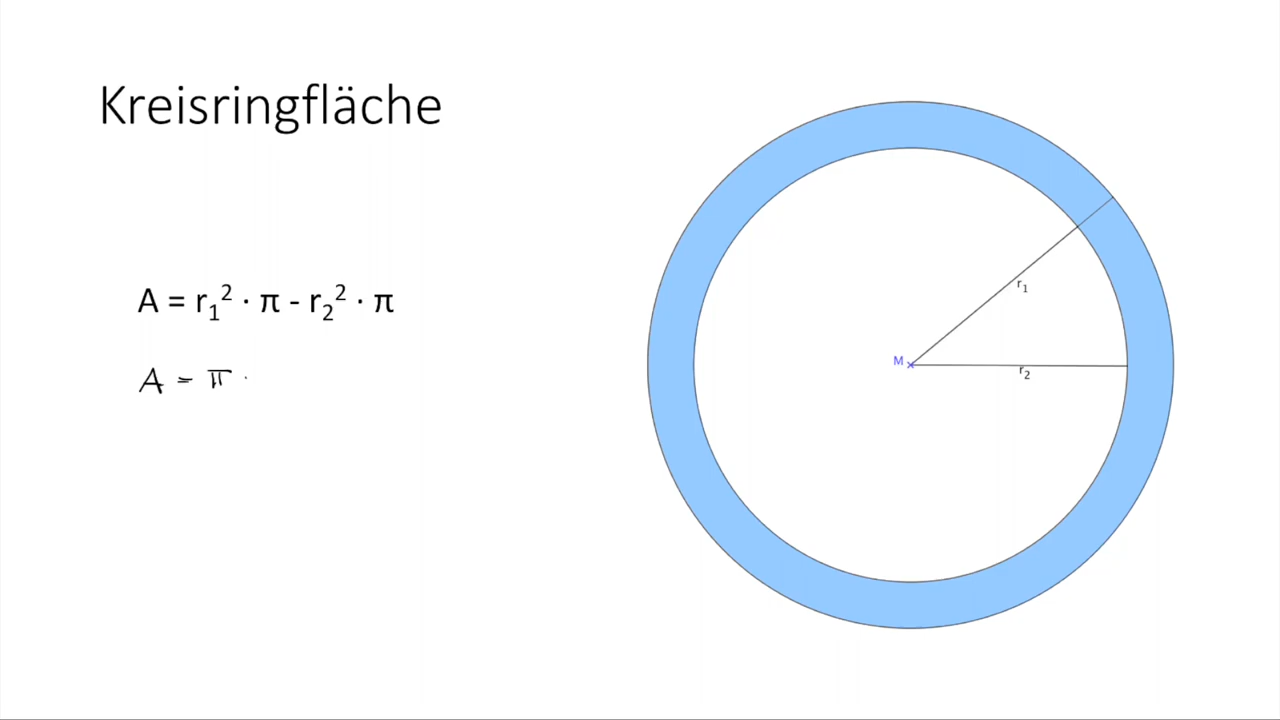 Kreisringfläche
A = r₁² · π - r₂² · π
A = π ·
r₁
M
r₂